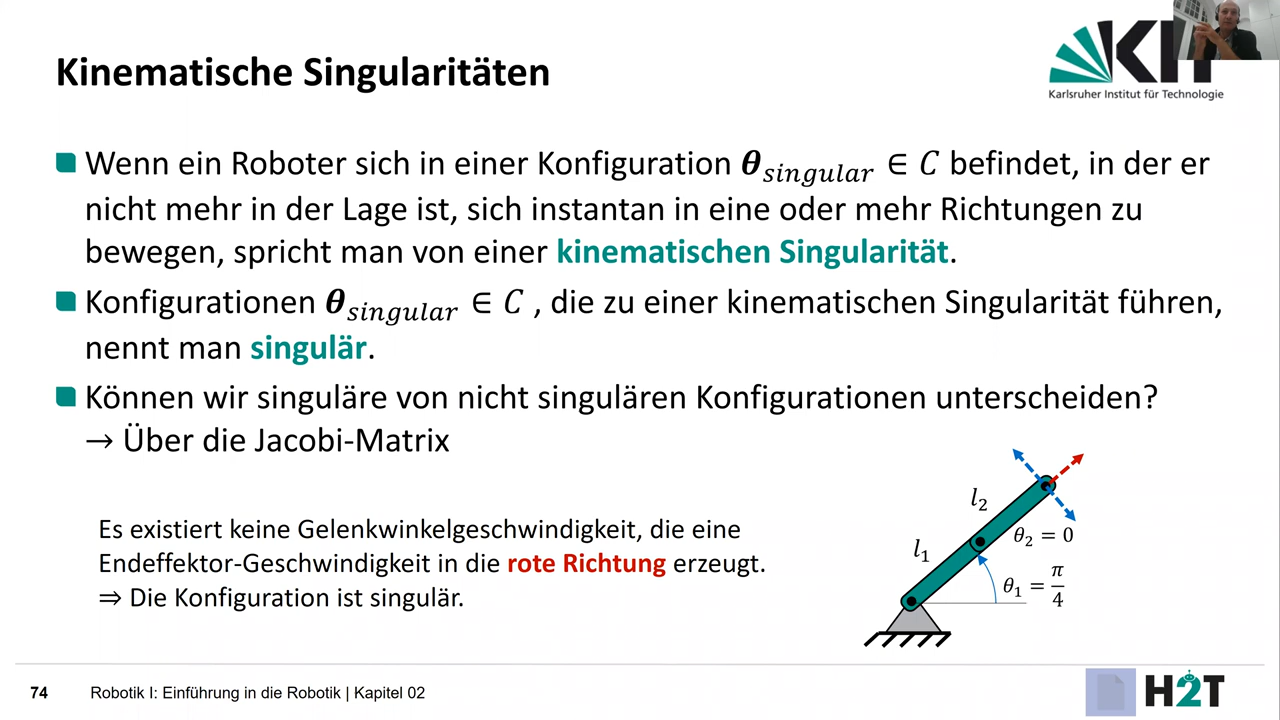 Kinematische Singularitäten
KIT
Karlsruher Institut für Technologie
Wenn ein Roboter sich in einer Konfiguration 𝜽_singular ∈ C befindet, in der er
nicht mehr in der Lage ist, sich instantan in eine oder mehr Richtungen zu
bewegen, spricht man von einer kinematischen Singularität.
Konfigurationen 𝜽_singular ∈ C , die zu einer kinematischen Singularität führen,
nennt man singulär.
Können wir singuläre von nicht singulären Konfigurationen unterscheiden?
→ Über die Jacobi-Matrix
Es existiert keine Gelenkwinkelgeschwindigkeit, die eine
Endeffektor-Geschwindigkeit in die rote Richtung erzeugt.
⇒ Die Konfiguration ist singulär.
l₂
θ₂ = 0
l₁
θ₁ = π/4
74 Robotik I: Einführung in die Robotik | Kapitel 02
H2T